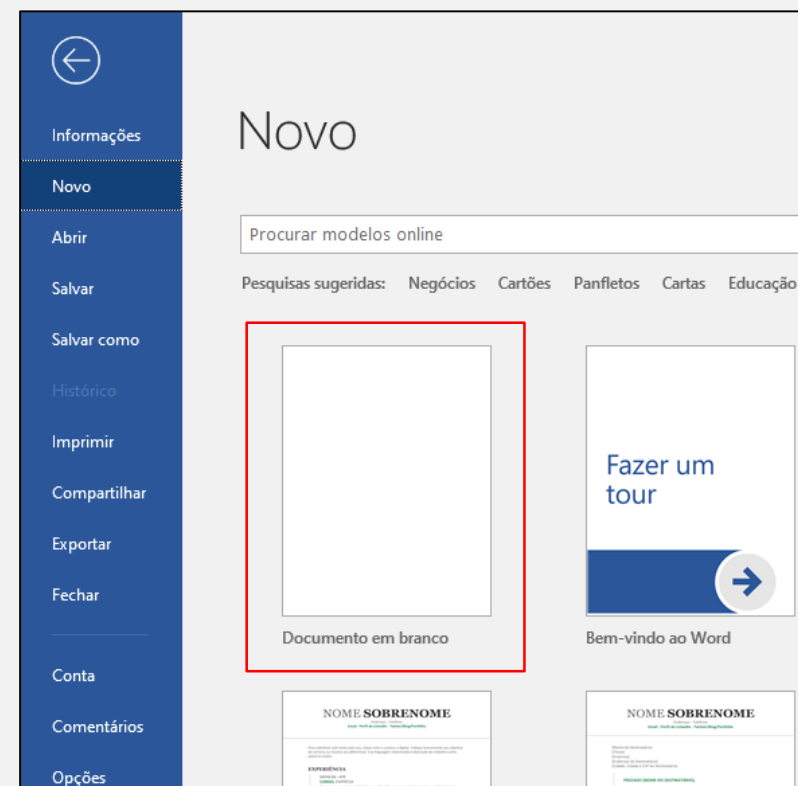 Informações
Novo
Abrir
Salvar
Salvar como
Histórico
Imprimir
Compartilhar
Exportar
Fechar
Conta
Comentários
Opções
Novo
Procurar modelos online
Pesquisas sugeridas: Negócios Cartões Panfletos Cartas Educação
Fazer um
tour
Documento em branco
Bem-vindo ao Word
NOME SOBRENOME
EXPERIÊNCIA
NOME SOBRENOME